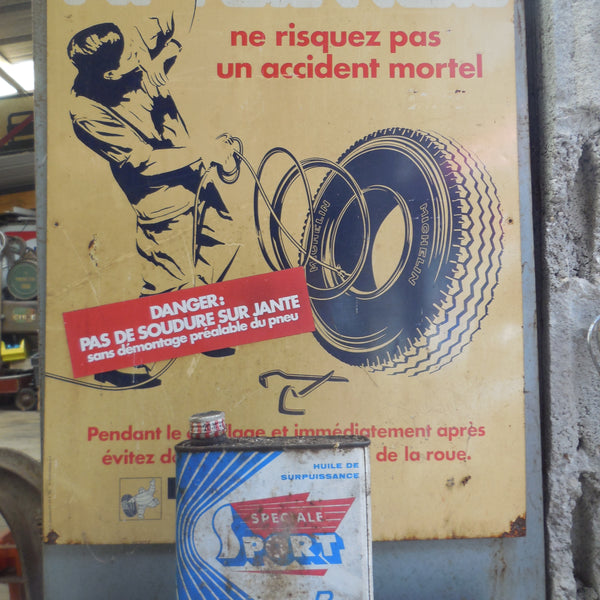 ne risquez pas
un accident mortel
MICHELIN
MICHELIN
DANGER:
PAS DE SOUDURE SUR JANTE
sans démontage préalable du pneu
Pendant le et immédiatement après
évitez de la roue.
HUILE DE
SURPUISSANCE
SPECIALE
SPORT